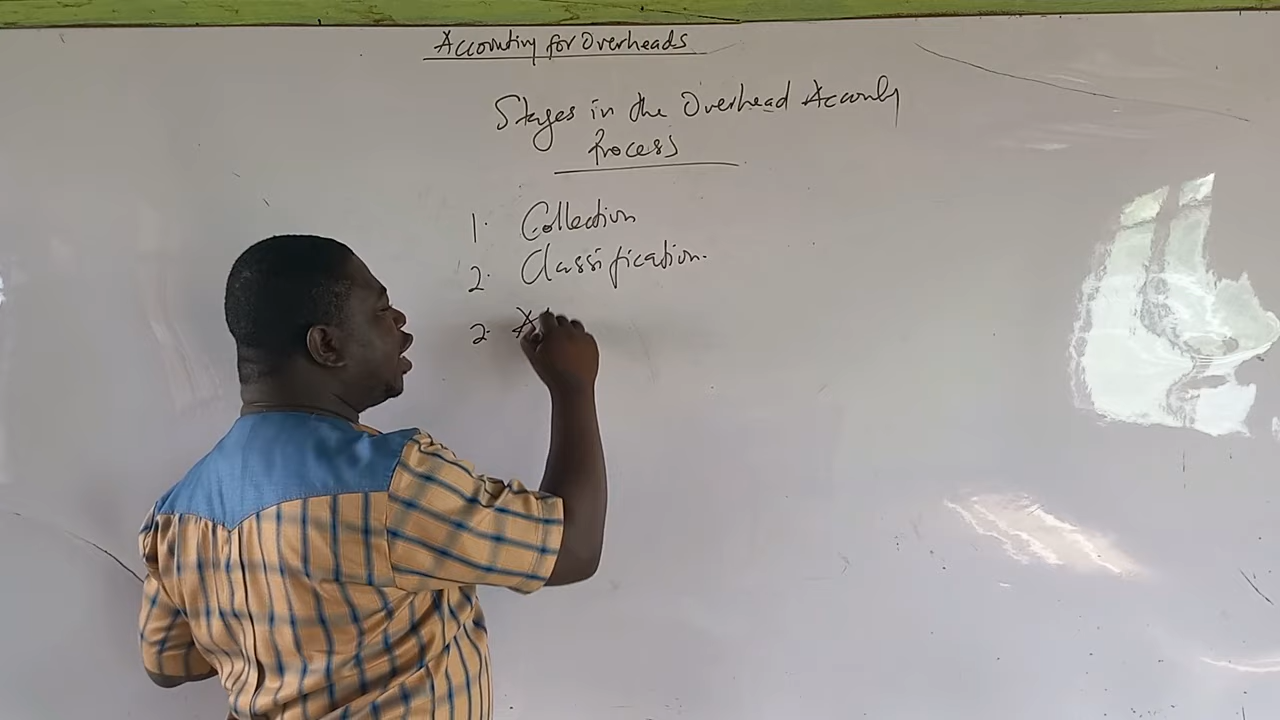 Accounting for Overheads
Stages in the Overhead Accounting
Process
1. Collection
2. Classification.
2. A